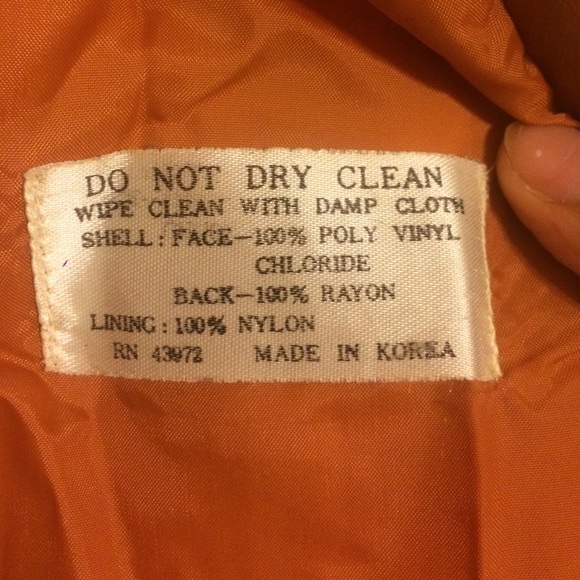 DO NOT DRY CLEAN
WIPE CLEAN WITH DAMP CLOTH
SHELL: FACE-100% POLY VINYL
CHLORIDE
BACK-100% RAYON
LINING: 100% NYLON
RN 43972 MADE IN KOREA